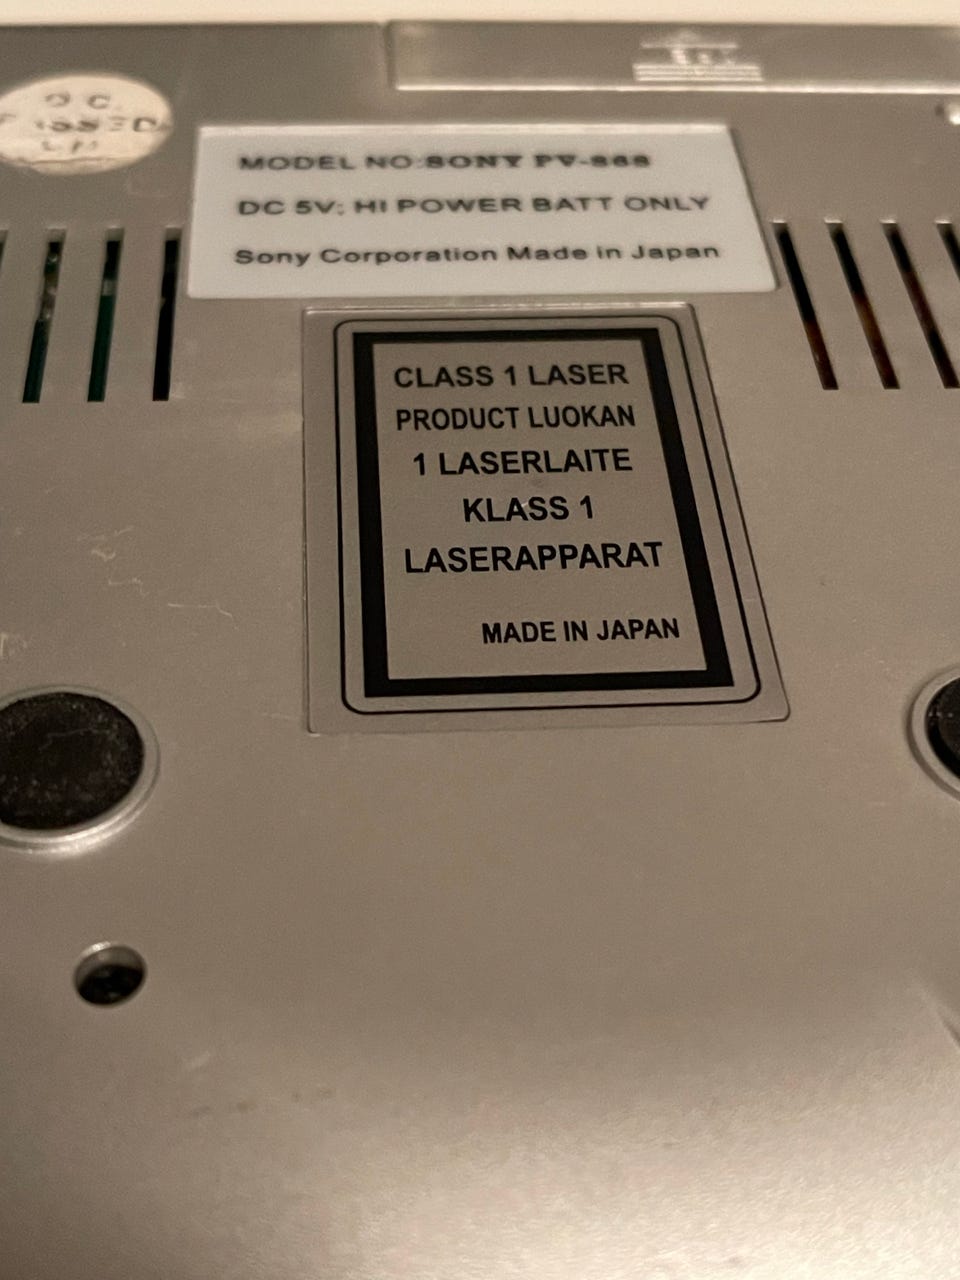 Q.C.
MODEL NO:SONY PV-868
DC 5V; HI POWER BATT ONLY
Sony Corporation Made in Japan
CLASS 1 LASER
PRODUCT LUOKAN
1 LASERLAITE
KLASS 1
LASERAPPARAT
MADE IN JAPAN